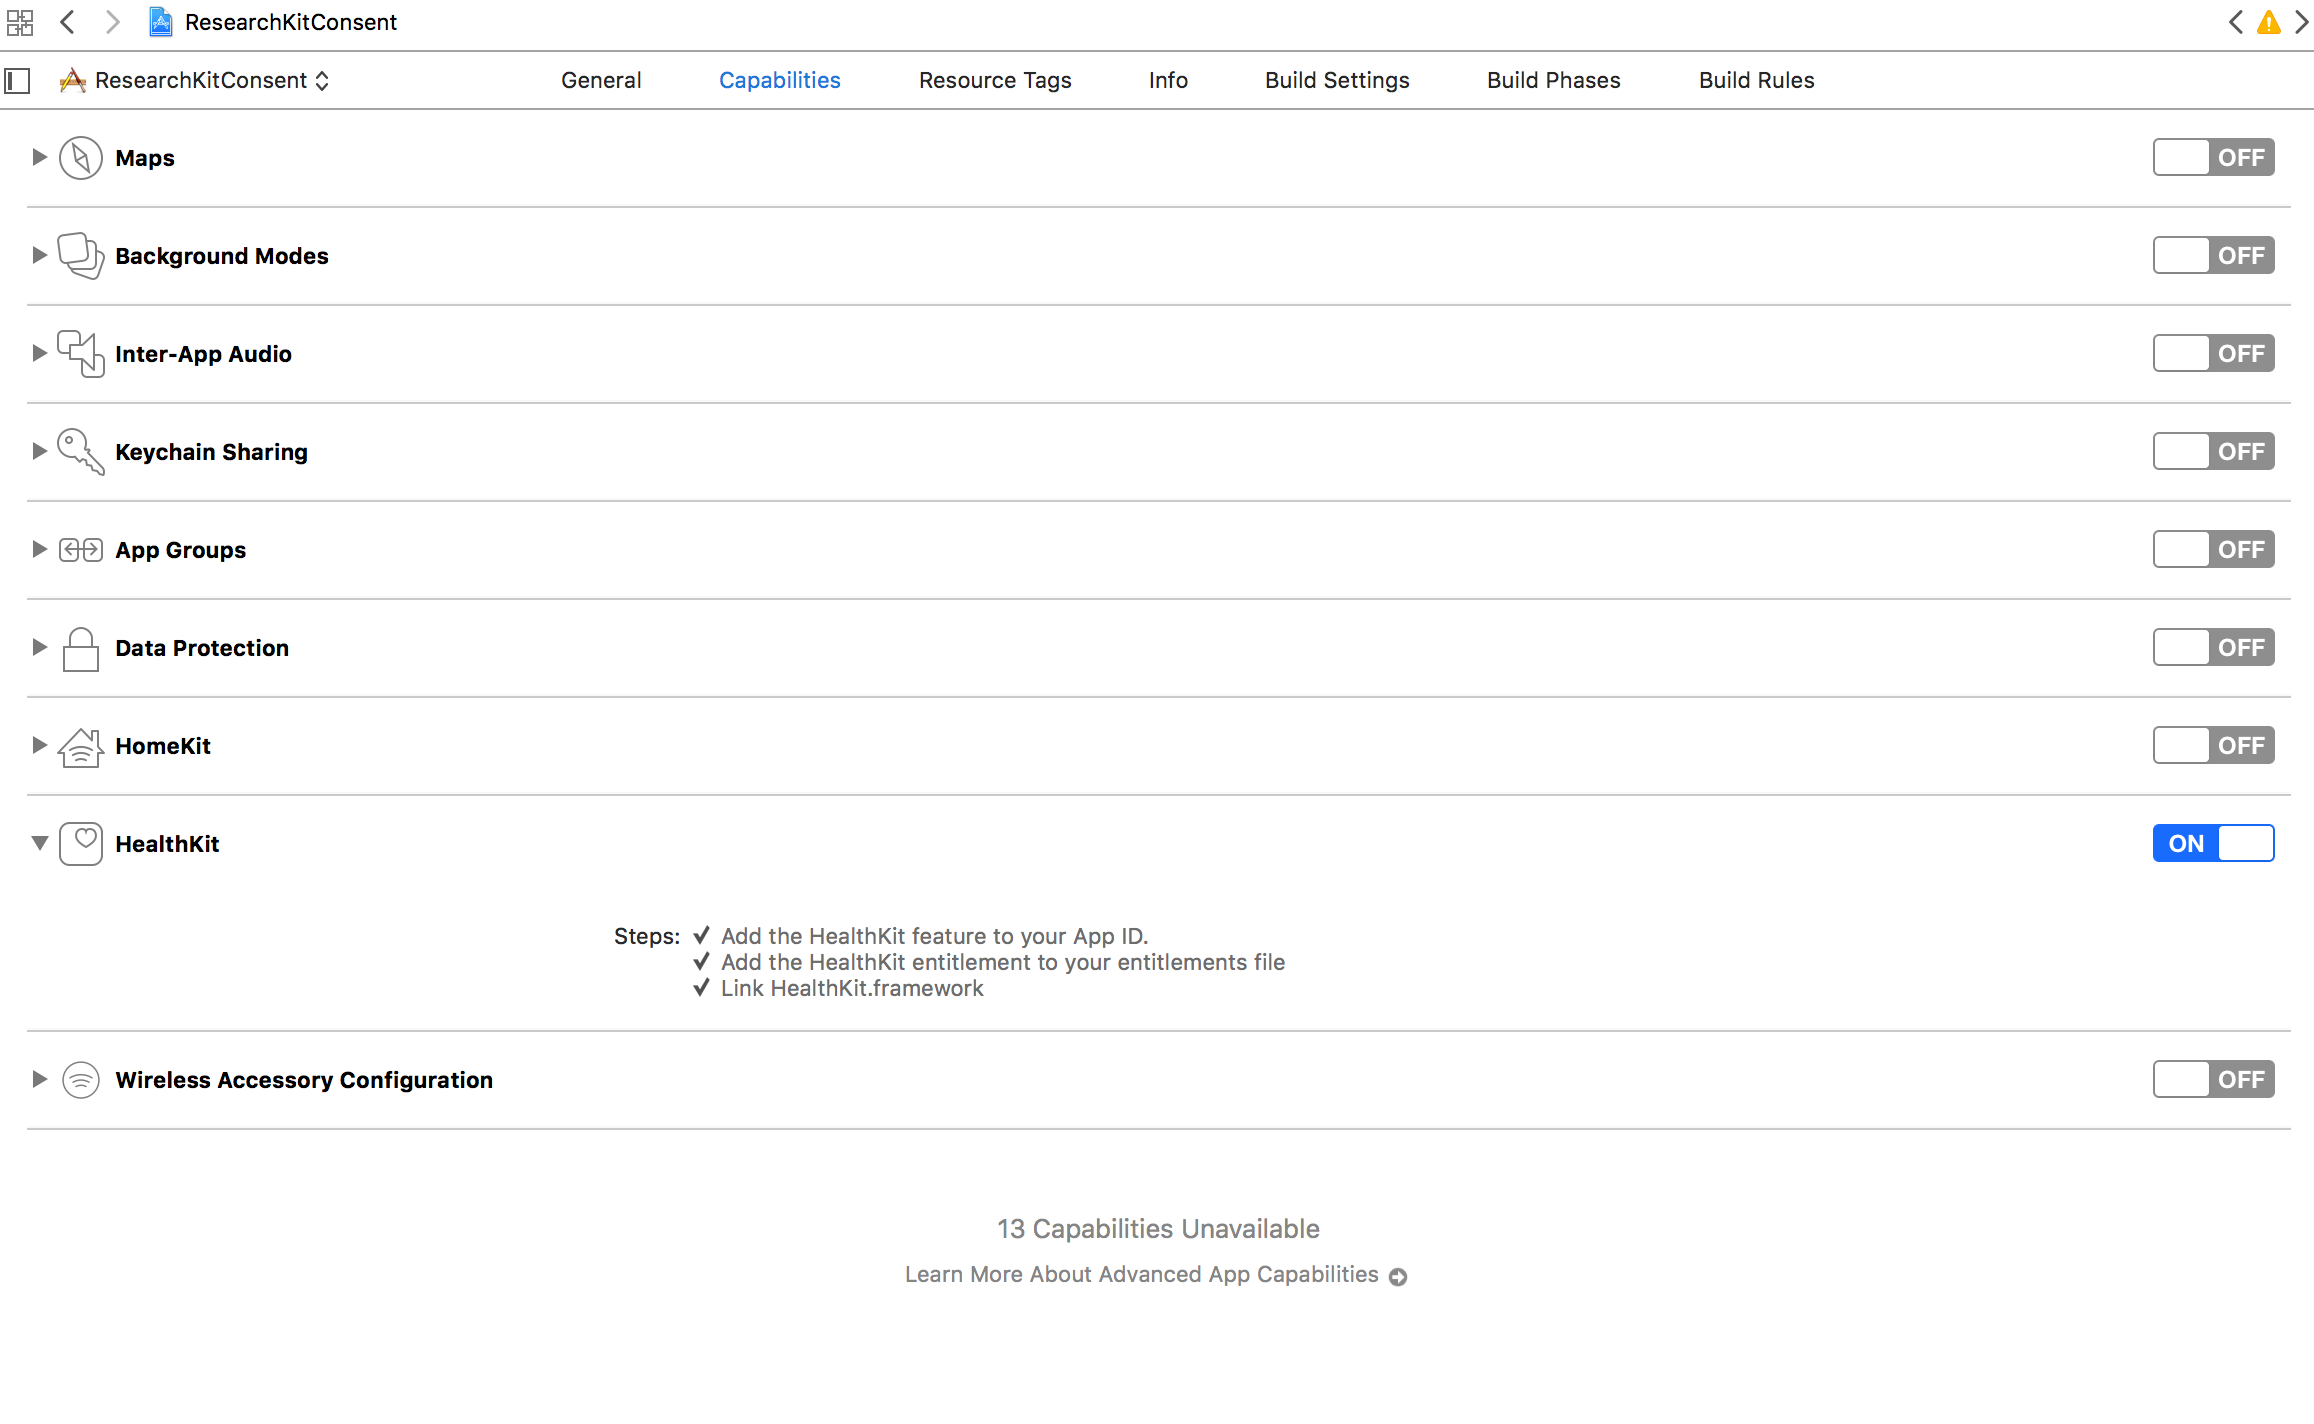 ResearchKitConsent
ResearchKitConsent General Capabilities Resource Tags Info Build Settings Build Phases Build Rules
Maps OFF
Background Modes OFF
Inter-App Audio OFF
Keychain Sharing OFF
App Groups OFF
Data Protection OFF
HomeKit OFF
HealthKit ON
Steps: ✓ Add the HealthKit feature to your App ID.
✓ Add the HealthKit entitlement to your entitlements file
✓ Link HealthKit.framework
Wireless Accessory Configuration OFF
13 Capabilities Unavailable
Learn More About Advanced App Capabilities